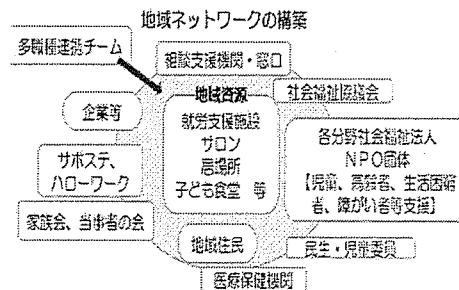 地域ネットワークの構築
多職種連携チーム
相談支援機関・窓口
地域資源
社会福祉協議会
企業等
就労支援施設
サロン
居場所
子ども食堂 等
各分野社会福祉法人
NPO団体
【児童、高齢者、生活困窮
者、障がい者等支援】
サポステ、
ハローワーク
家族会、当事者の会
地域住民
民生・児童委員
医療保健機関